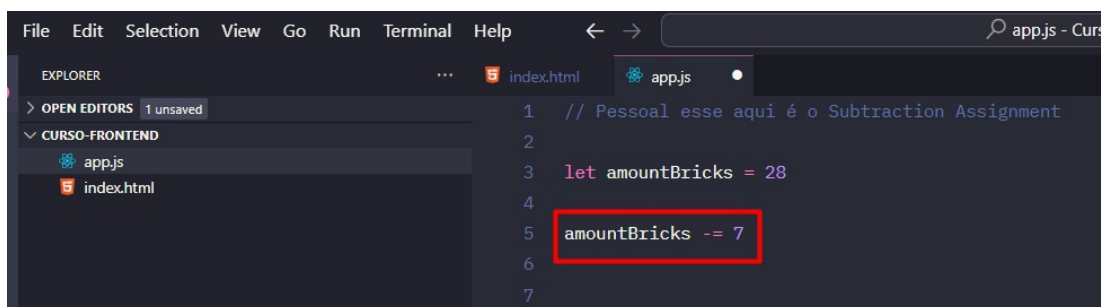 File Edit Selection View Go Run Terminal Help ← → app.js - Curs
EXPLORER ...
> OPEN EDITORS 1 unsaved
CURSO-FRONTEND
app.js
index.html
index.html app.js ●
1 // Pessoal esse aqui é o Subtraction Assignment
2
3 let amountBricks = 28
4
5 amountBricks -= 7
6
7